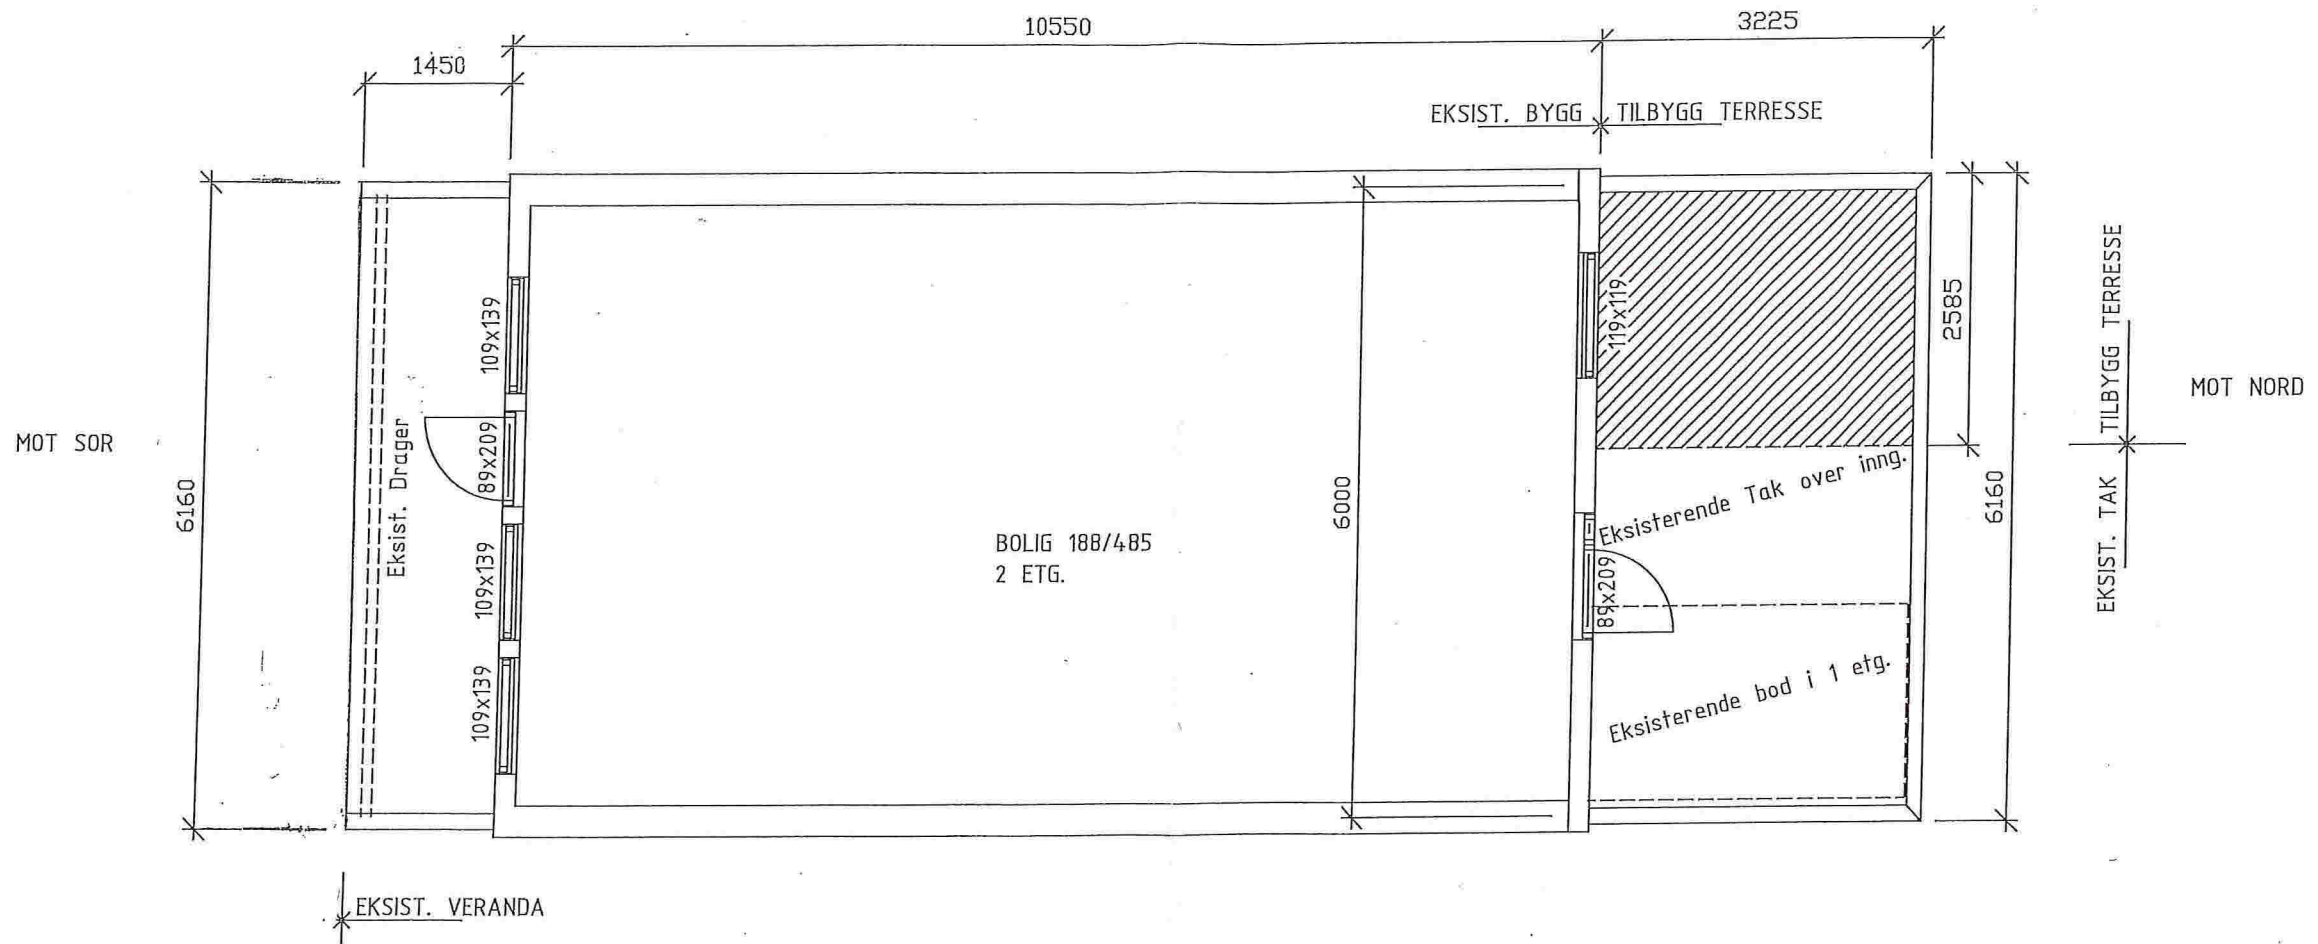 10550
3225
1450
EKSIST. BYGG
TILBYGG TERRESSE
MOT SOR
6160
Eksist. Drager
109x139
89x209
109x139
109x139
BOLIG 188/485
2 ETG.
6000
119x119
89x209
Eksisterende Tak over inng.
Eksisterende bod i 1 etg.
2585
6160
TILBYGG TERRESSE
EKSIST. TAK
MOT NORD
EKSIST. VERANDA